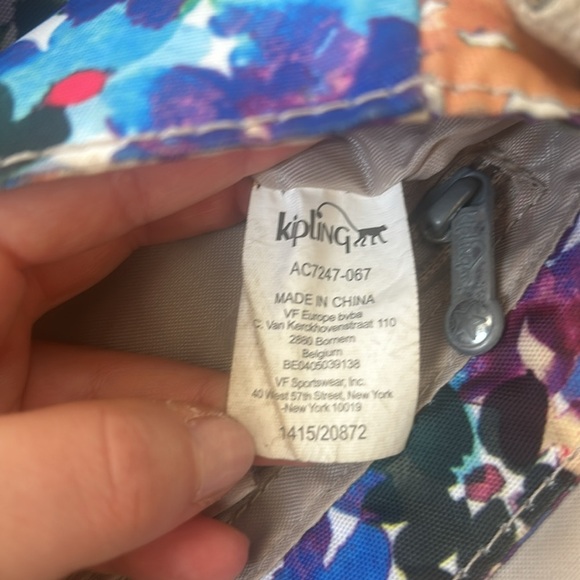 kipling
AC7247-067
MADE IN CHINA
VF Europe bvba
C. Van Kerckhovenstraat 110
2880 Bornem
Belgium
BE0405039138
VF Sportswear, Inc.
40 West 57th Street, New York
-New York 10019
1415/20872